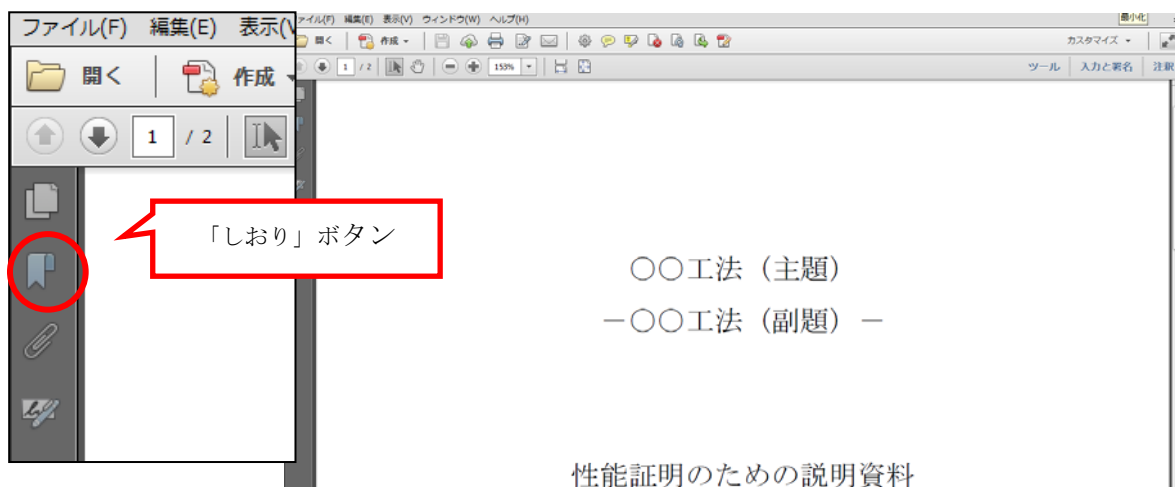 ファイル(F) 編集(E) 表示(V
開く 作成
1 / 2
「しおり」ボタン
ァイル(F) 編集(E) 表示(V) ウィンドウ(W) ヘルプ(H)
最小化
開く 作成
カスタマイズ
1 / 2 153%
ツール 入力と署名 注釈
〇〇工法（主題）
－〇〇工法（副題）－
性能証明のための説明資料